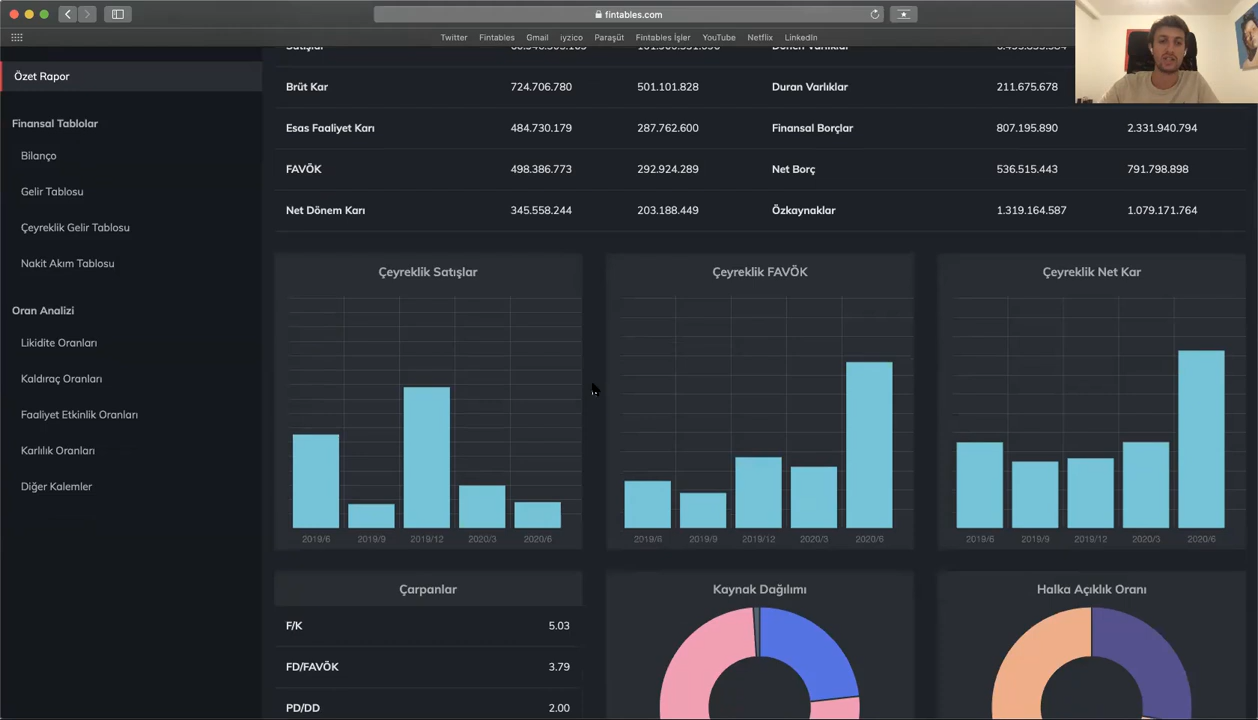 fintables.com
Twitter Fintables Gmail iyzico Paraşüt Fintables İşler YouTube Netflix LinkedIn
Satışlar Dönen Varlıklar
Özet Rapor
Brüt Kar 724.706.780 501.101.828 Duran Varlıklar 211.675.678
Finansal Tablolar
Esas Faaliyet Karı 484.730.179 287.762.600 Finansal Borçlar 807.195.890 2.331.940.794
Bilanço
FAVÖK 498.386.773 292.924.289 Net Borç 536.515.443 791.798.898
Gelir Tablosu
Net Dönem Karı 345.558.244 203.188.449 Özkaynaklar 1.319.164.587 1.079.171.764
Çeyreklik Gelir Tablosu
Nakit Akım Tablosu
Oran Analizi
Likidite Oranları
Kaldıraç Oranları
Faaliyet Etkinlik Oranları
Karlılık Oranları
Diğer Kalemler
Çeyreklik Satışlar Çeyreklik FAVÖK Çeyreklik Net Kar
2019/6 2019/9 2019/12 2020/3 2020/6 2019/6 2019/9 2019/12 2020/3 2020/6 2019/6 2019/9 2019/12 2020/3 2020/6
Çarpanlar Kaynak Dağılımı Halka Açıklık Oranı
F/K 5.03
FD/FAVÖK 3.79
PD/DD 2.00